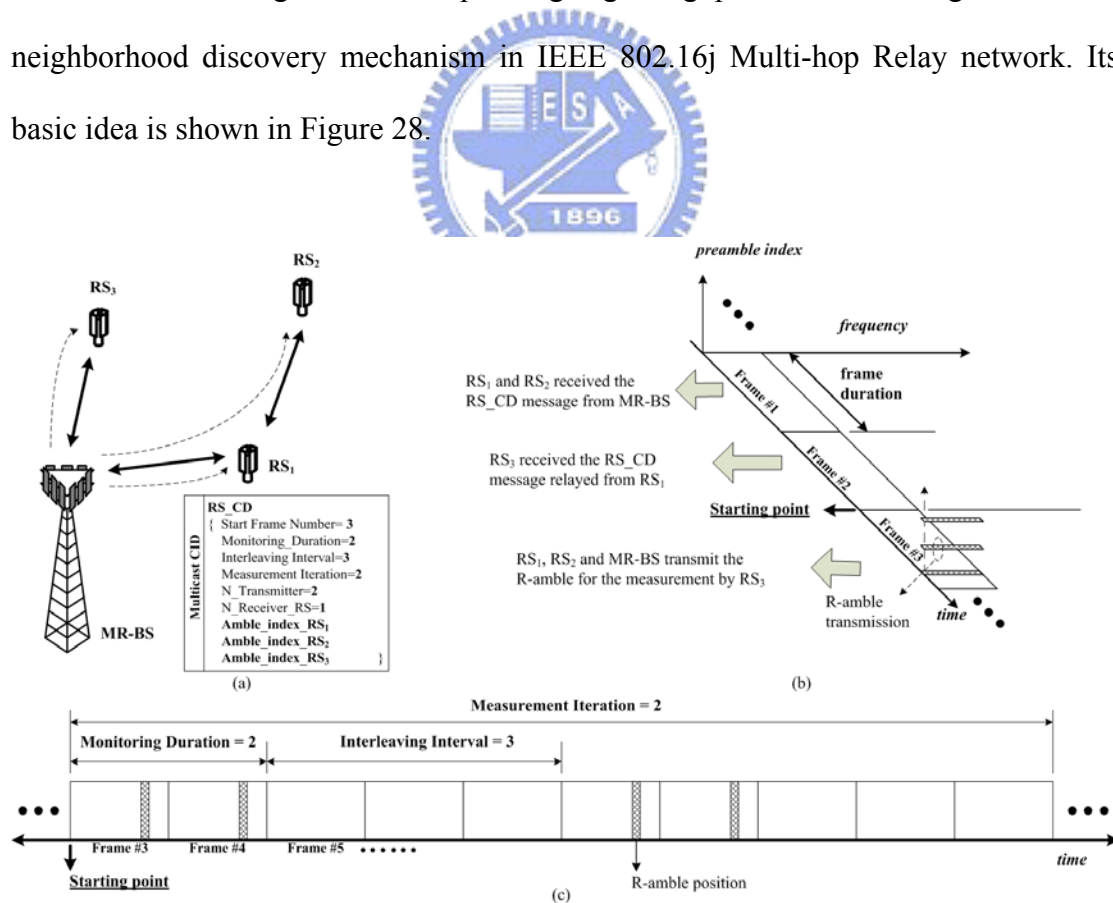 neighborhood discovery mechanism in IEEE 802.16j Multi-hop Relay network. Its
basic idea is shown in Figure 28.
E S A
1896
RS₃
RS₂
RS₁
MR-BS
Multicast CID
RS_CD
{ Start Frame Number= 3
Monitoring_Duration=2
Interleaving Interval=3
Measurement Iteration=2
N_Transmitter=2
N_Receiver_RS=1
Amble_index_RS₁
Amble_index_RS₂
Amble_index_RS₃ }
(a)
preamble index
frequency
frame
duration
Frame #1
RS₁ and RS₂ received the
RS_CD message from MR-BS
Frame #2
RS₃ received the RS_CD
message relayed from RS₁
Starting point
Frame #3
RS₁, RS₂ and MR-BS transmit the
R-amble for the measurement by RS₃
R-amble
transmission
time
(b)
Measurement Iteration = 2
Monitoring Duration = 2
Interleaving Interval = 3
Frame #3
Frame #4
Frame #5
time
Starting point
R-amble position
(c)